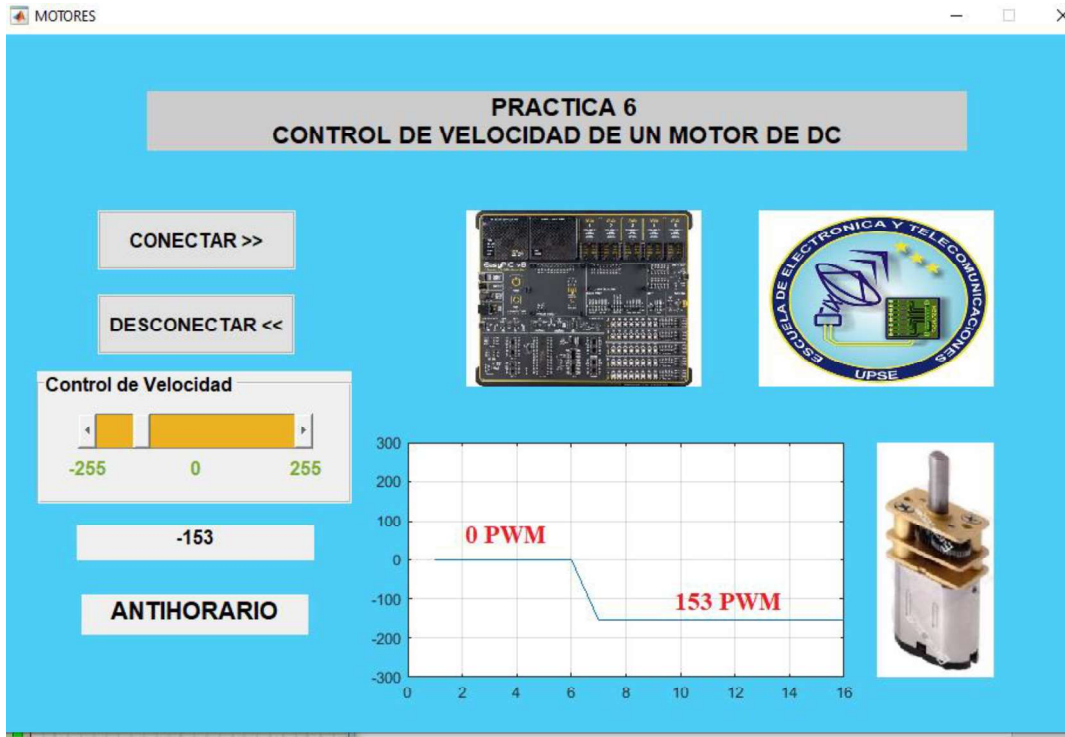 MOTORES
PRACTICA 6
CONTROL DE VELOCIDAD DE UN MOTOR DE DC
CONECTAR >>
DESCONECTAR <<
EasyPIC v8
ESCUELA DE ELECTRONICA Y TELECOMUNICACIONES
UPSE
Control de Velocidad
-255 0 255
-153
ANTIHORARIO
300
200
100
0
-100
-200
-300
0 PWM
153 PWM
0 2 4 6 8 10 12 14 16